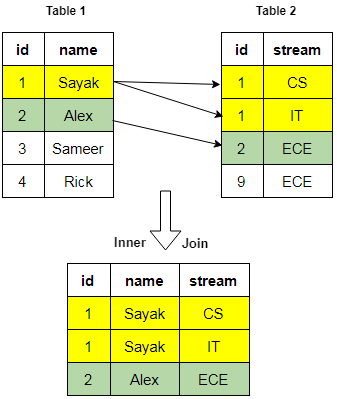 Table 1
Table 2
id name
1 Sayak
2 Alex
3 Sameer
4 Rick
id stream
1 CS
1 IT
2 ECE
9 ECE
Inner Join
id name stream
1 Sayak CS
1 Sayak IT
2 Alex ECE